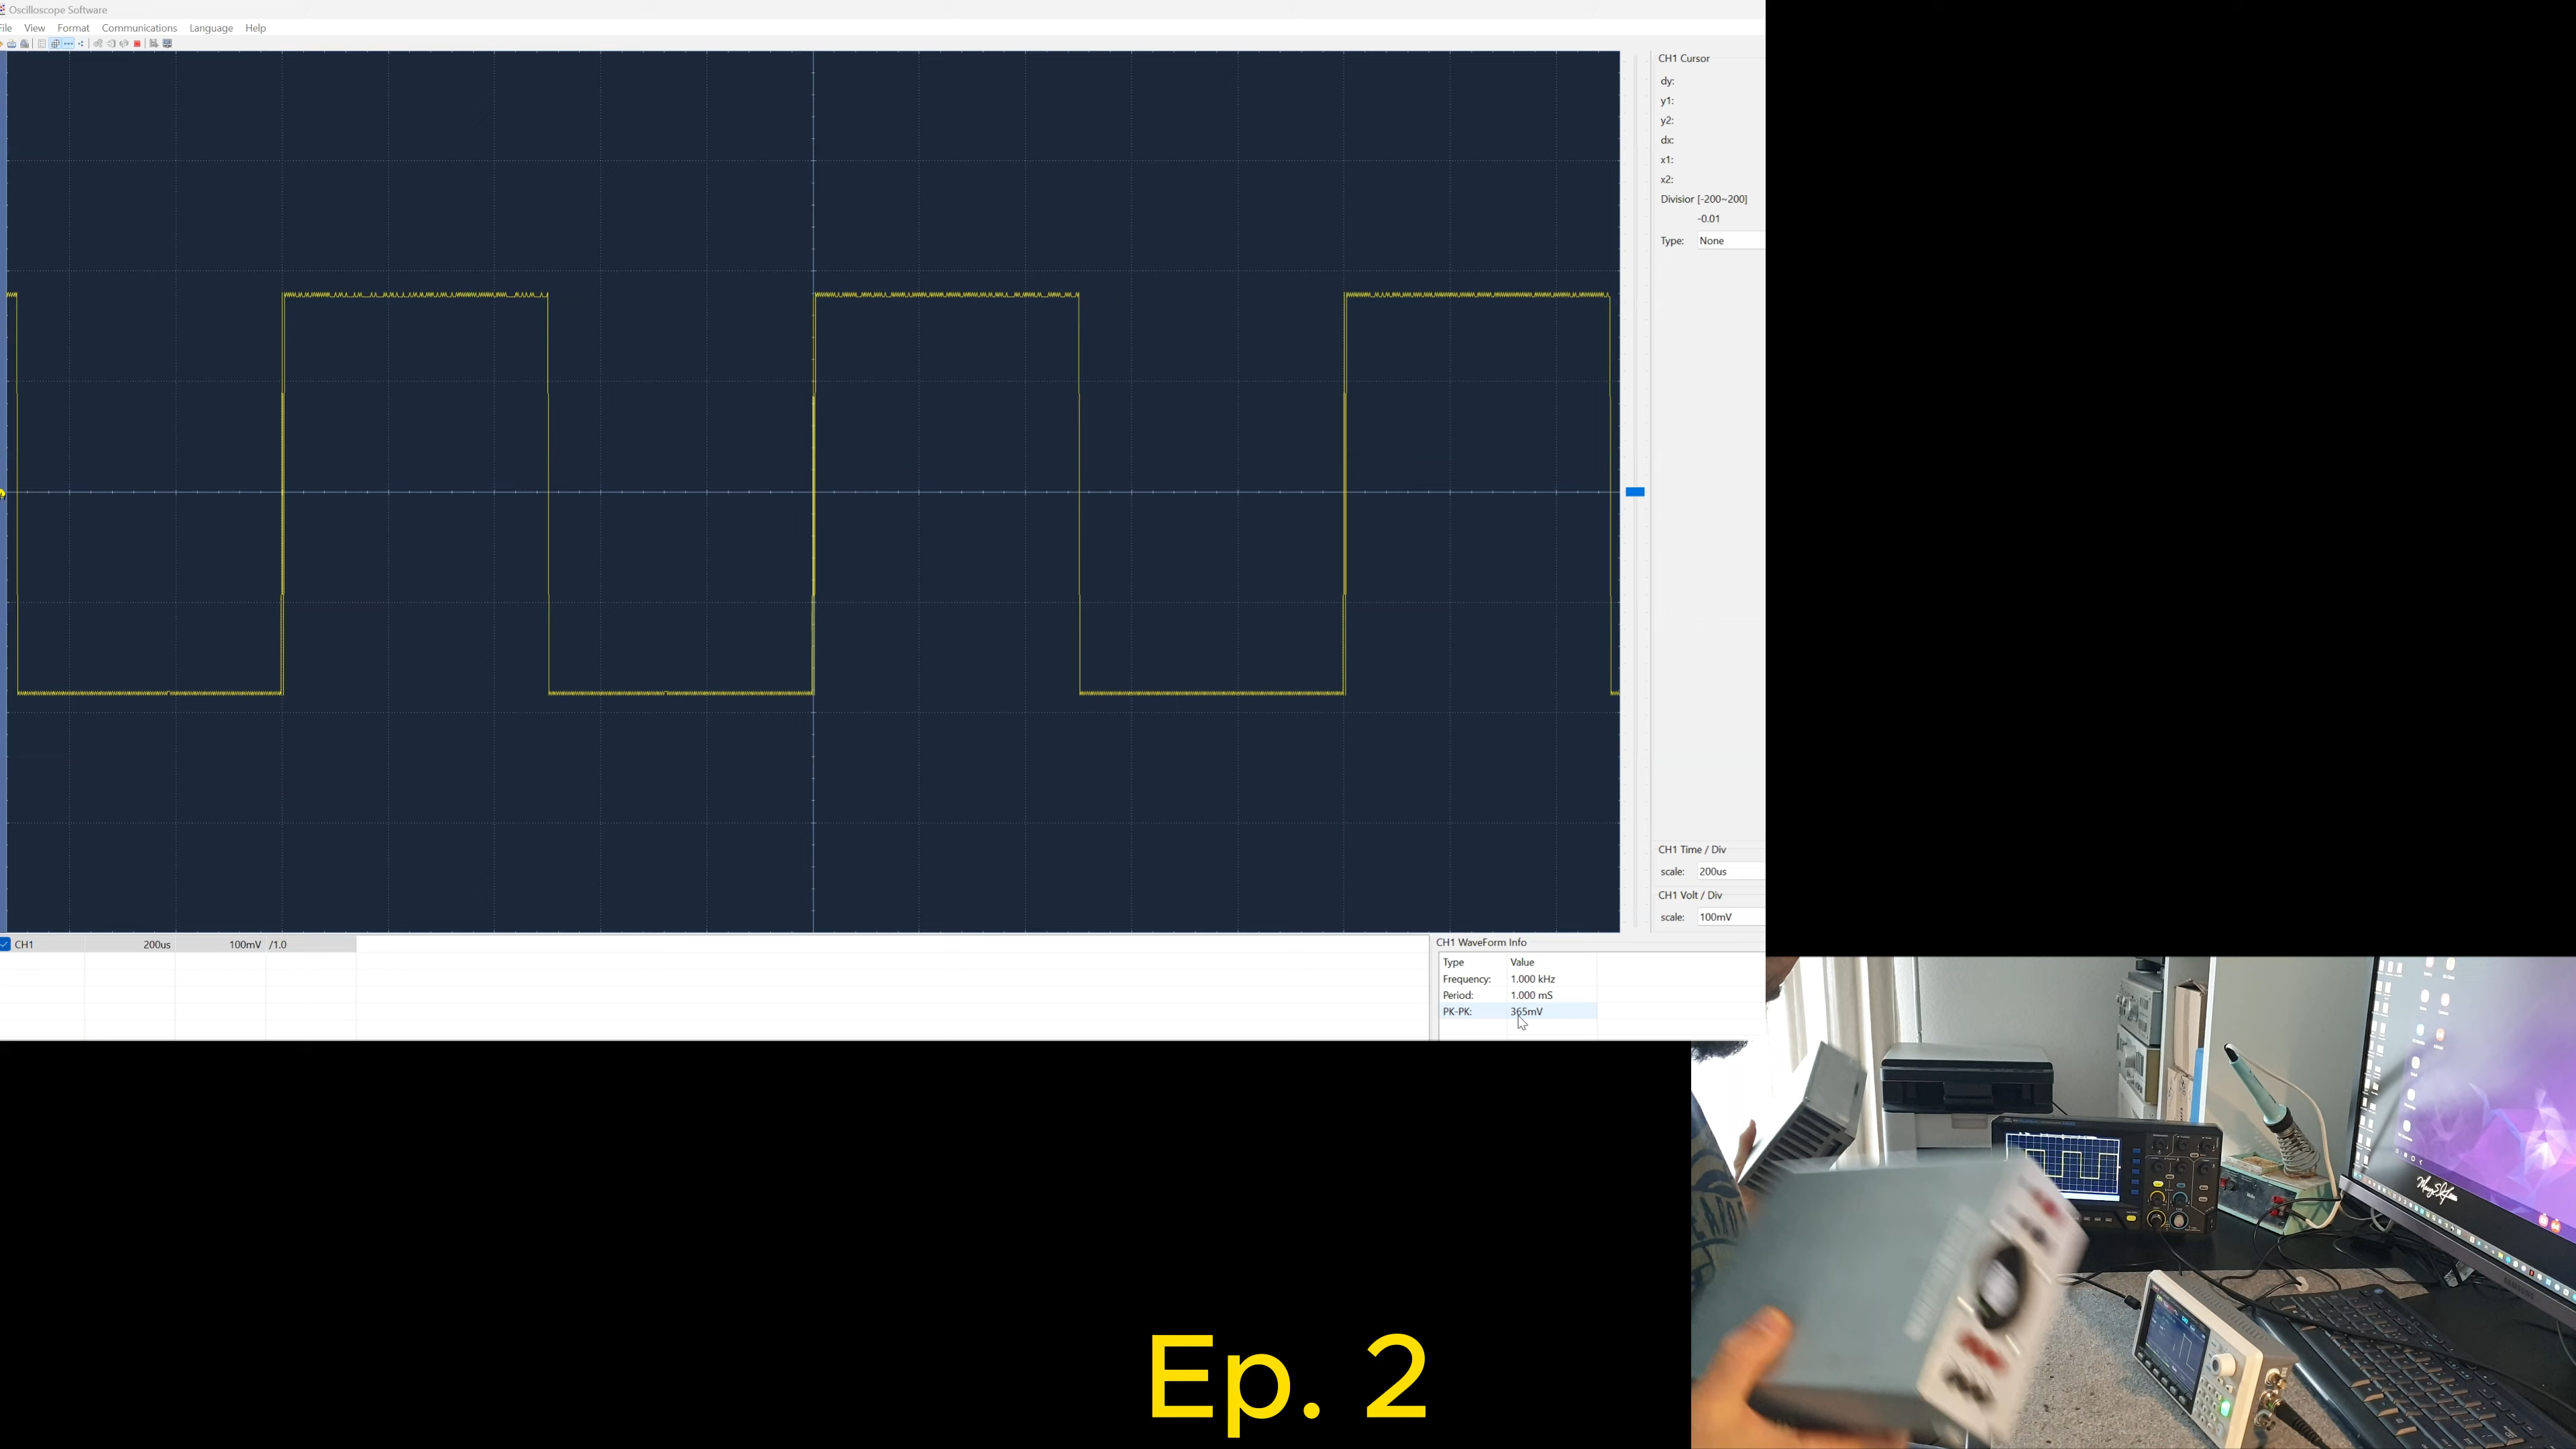 Oscilloscope Software
File View Format Communications Language Help
CH1 Cursor
dy:
y1:
y2:
dx:
x1:
x2:
Divisior [-200~200]
-0.01
Type: None
CH1 Time / Div
scale: 200us
CH1 Volt / Div
scale: 100mV
CH1 200us 100mV /1.0
CH1 WaveForm Info
Type Value
Frequency: 1.000 kHz
Period: 1.000 mS
PK-PK: 365mV
Ep. 2